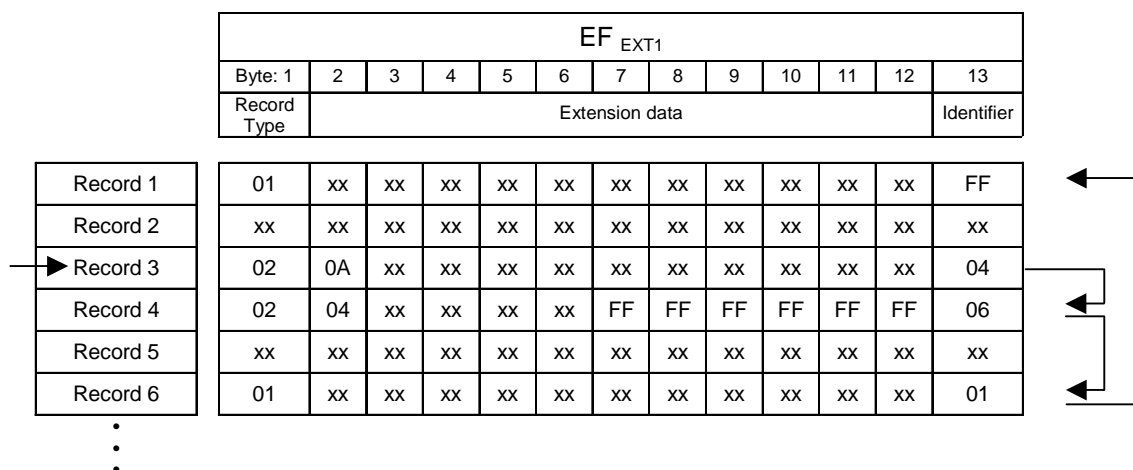 EF EXT1
Byte: 1 2 3 4 5 6 7 8 9 10 11 12 13
Record Type Extension data Identifier
Record 1 01 xx xx xx xx xx xx xx xx xx xx xx FF
Record 2 xx xx xx xx xx xx xx xx xx xx xx xx xx
Record 3 02 0A xx xx xx xx xx xx xx xx xx xx 04
Record 4 02 04 xx xx xx xx FF FF FF FF FF FF 06
Record 5 xx xx xx xx xx xx xx xx xx xx xx xx xx
Record 6 01 xx xx xx xx xx xx xx xx xx xx xx 01